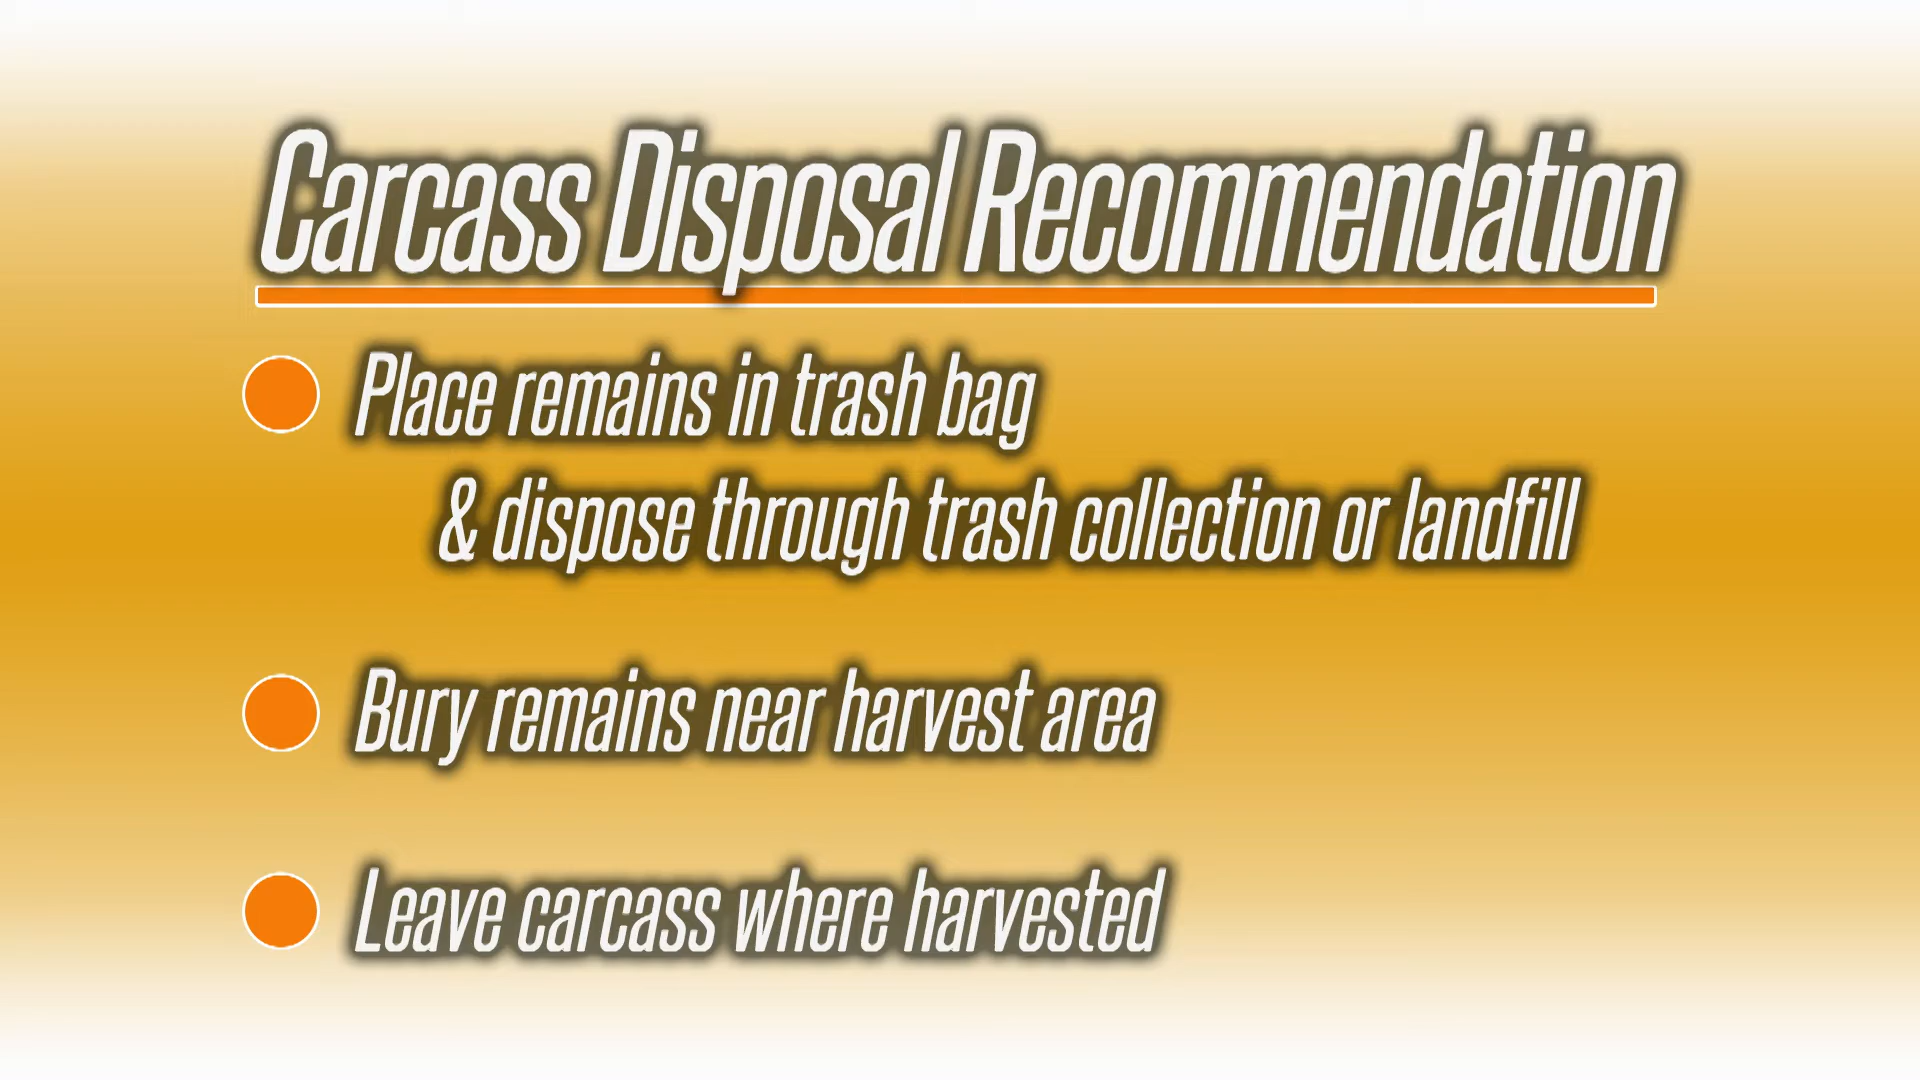 Carcass Disposal Recommendation
Place remains in trash bag
& dispose through trash collection or landfill
Bury remains near harvest area
Leave carcass where harvested